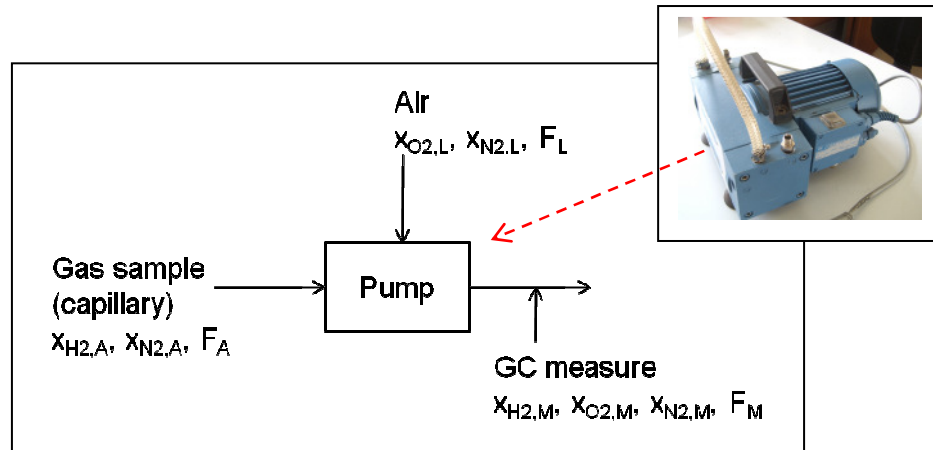 Air
xO2,L, xN2.L, FL
Gas sample
(capillary)
xH2,A, xN2,A, FA
Pump
GC measure
xH2,M, xO2,M, xN2,M, FM